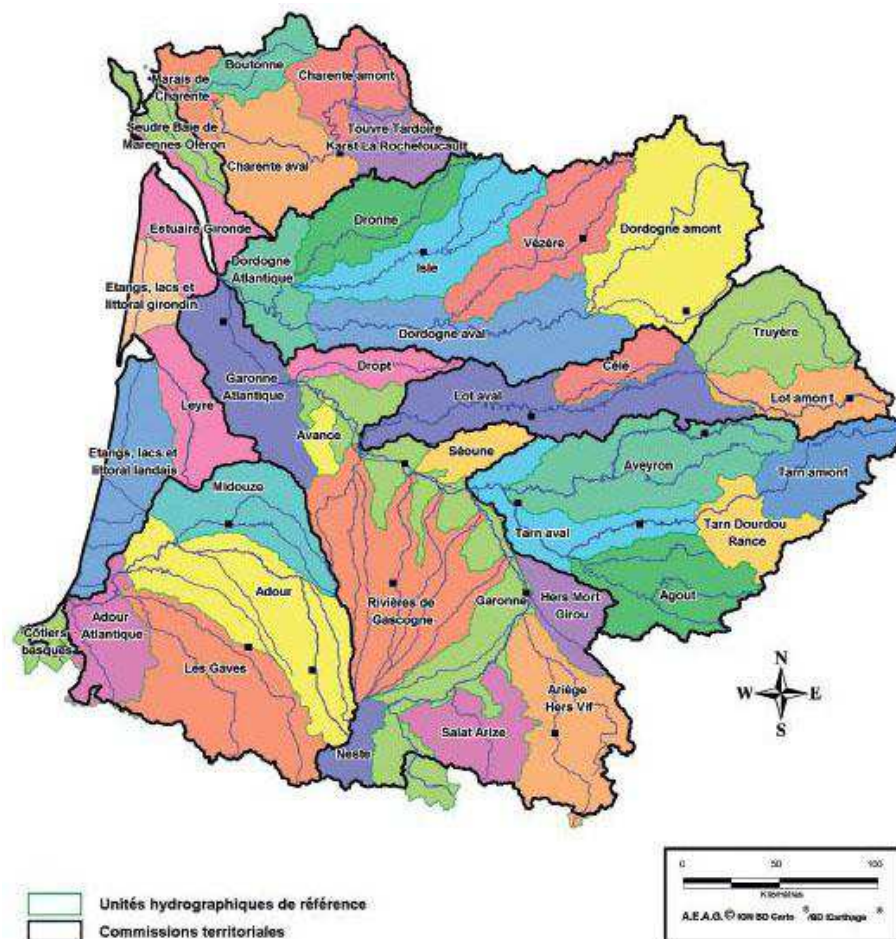 Boutonne
Marais de
Charente
Charente amont
Seudre Baie de
Marennes Oleron
Touvre Tardoire
Karst La Rochefoucault
Charente aval
Estuaire Gironde
Dronne
Dordogne
Atlantique
Isle
Vézère
Dordogne amont
Etangs, lacs et
littoral girondin
Dordogne aval
Truyère
Garonne
Atlantique
Dropt
Célé
Leyre
Lot aval
Lot amont
Avance
Etangs, lacs et
littoral landais
Séoune
Aveyron
Tarn amont
Midouze
Tarn aval
Tarn Dourdou
Rance
Adour
Rivières de
Gascogne
Garonne
Hers Mort
Girou
Agout
Côtiers
basques
Adour
Atlantique
Les Gaves
Ariège
Hers Vif
Salat Arize
Neste
N
W
E
S
0 50 100
Kilomètres
A.E.A.G. © IGN BD Carto ® /BD (Carthage ®
Unités hydrographiques de référence
Commissions territoriales